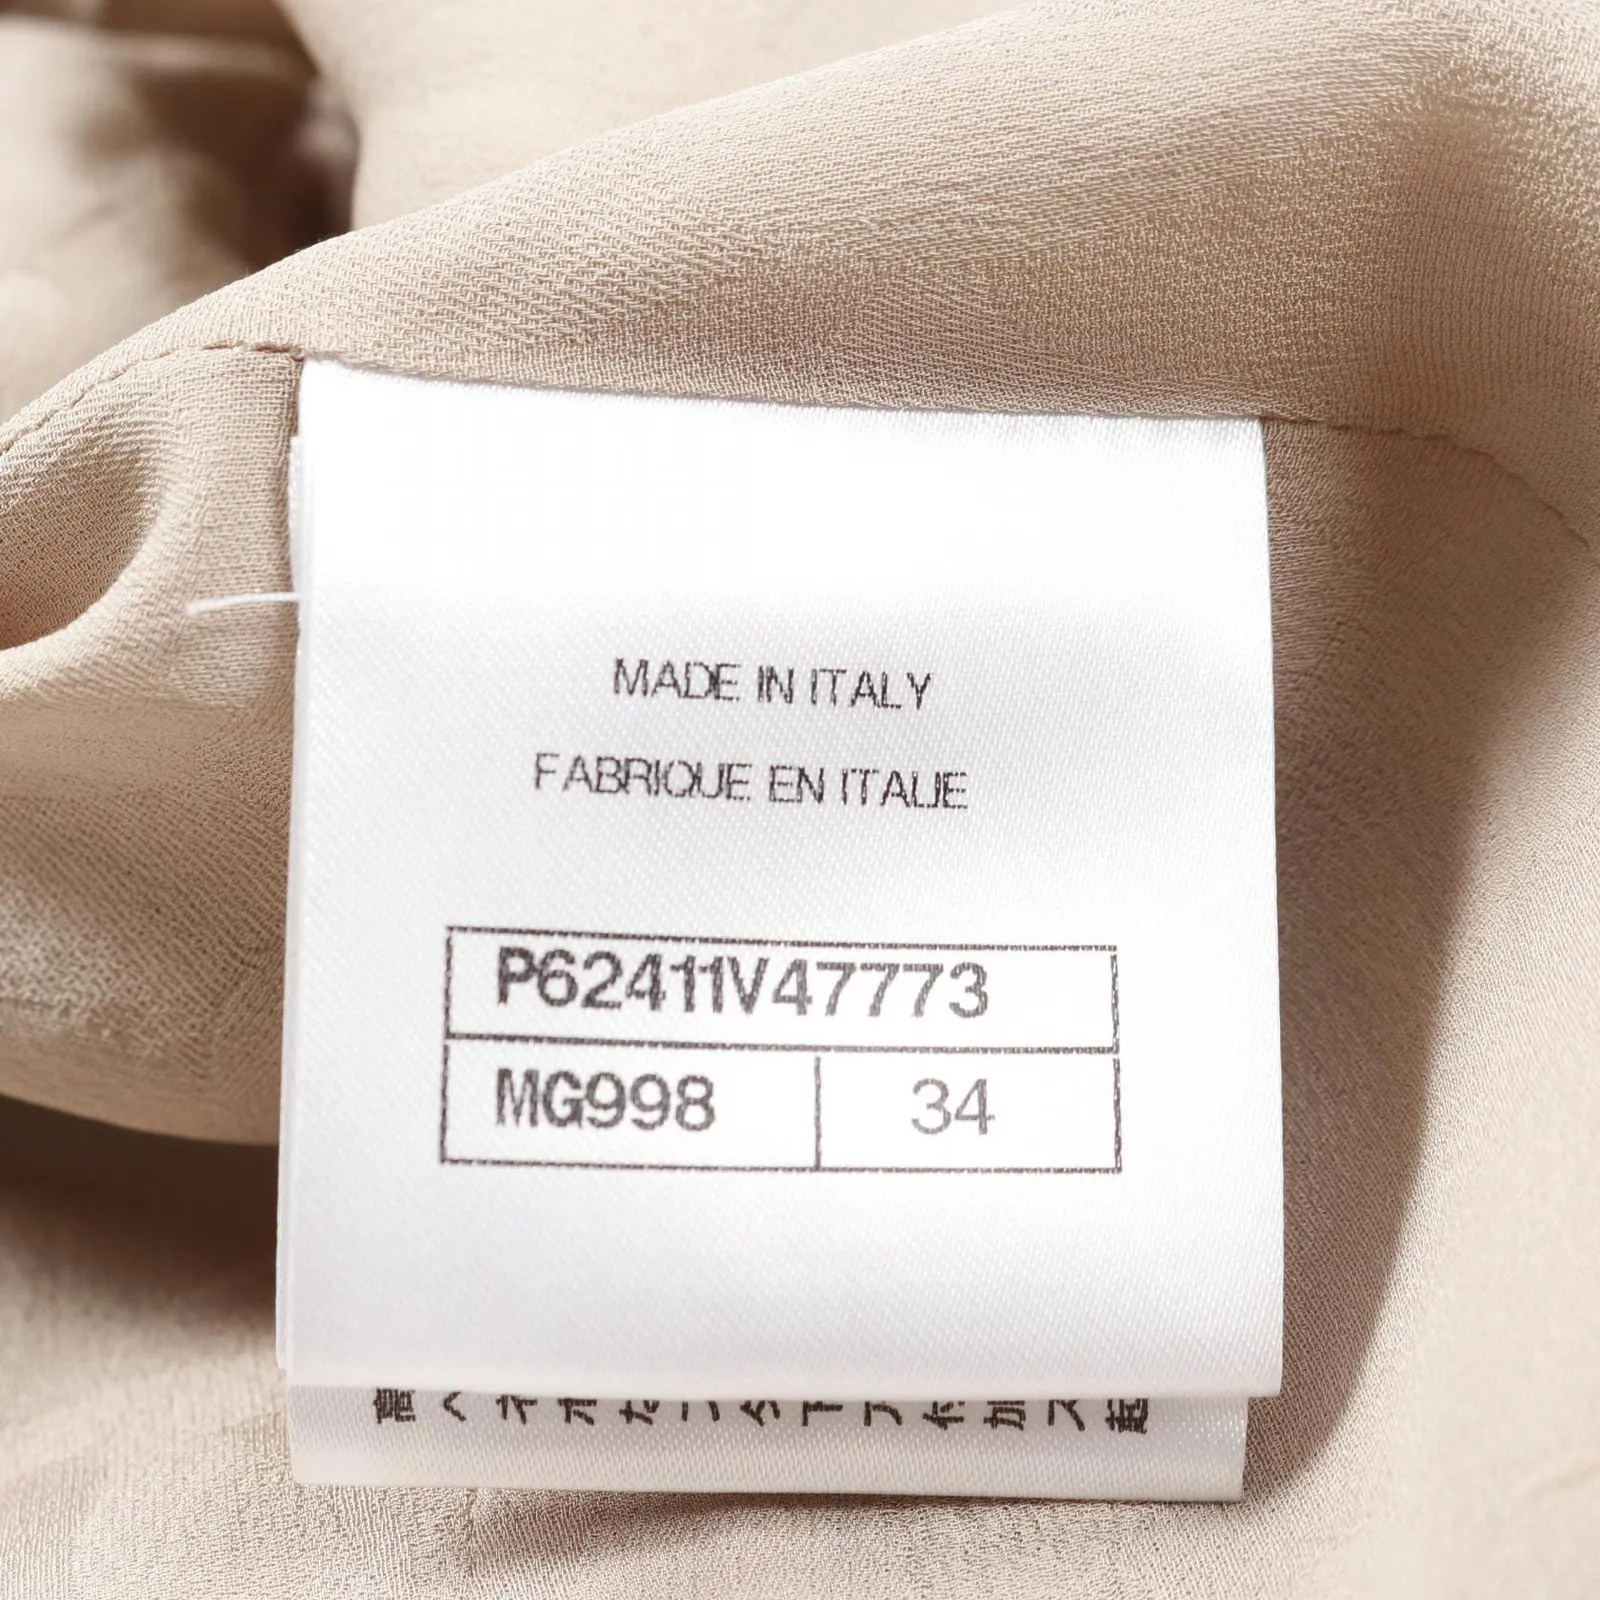 MADE IN ITALY
FABRIQUE EN ITALIE
P62411V47773
MG998
34